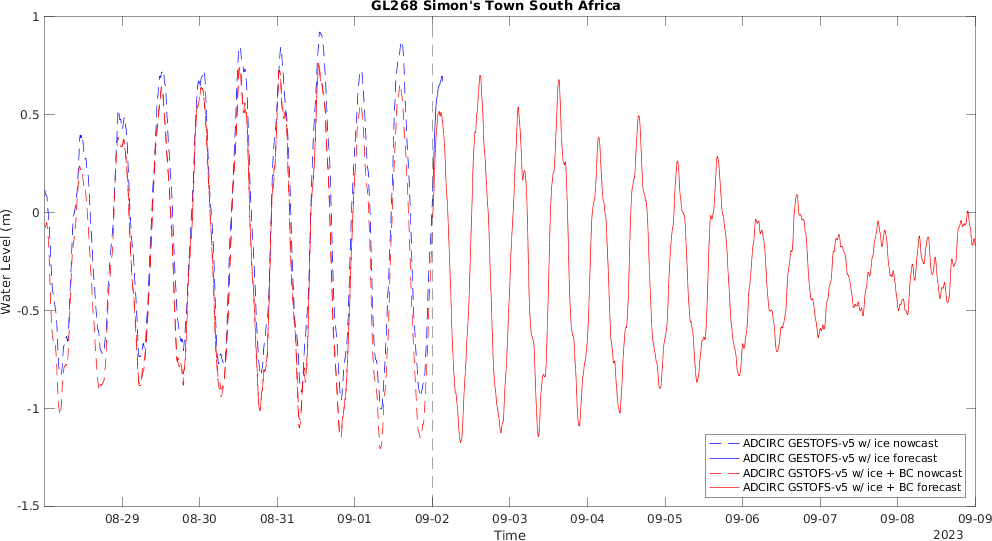 GL268 Simon's Town South Africa
1
0.5
0
-0.5
-1
-1.5
Water Level (m)
08-29 08-30 08-31 09-01 09-02 09-03 09-04 09-05 09-06 09-07 09-08 09-09
Time
2023
ADCIRC GESTOFS-v5 w/ ice nowcast
ADCIRC GESTOFS-v5 w/ ice forecast
ADCIRC GSTOFS-v5 w/ ice + BC nowcast
ADCIRC GSTOFS-v5 w/ ice + BC forecast